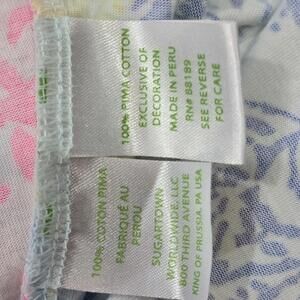 100% PIMA COTTON
EXCLUSIVE OF
DECORATION
MADE IN PERU
RN# 88189
SEE REVERSE
FOR CARE
100% COTON PIMA
FABRIQUÉ AU
PEROU
SUGARTOWN
WORLDWIDE, LLC
800 THIRD AVENUE
KING OF PRUSSIA, PA USA